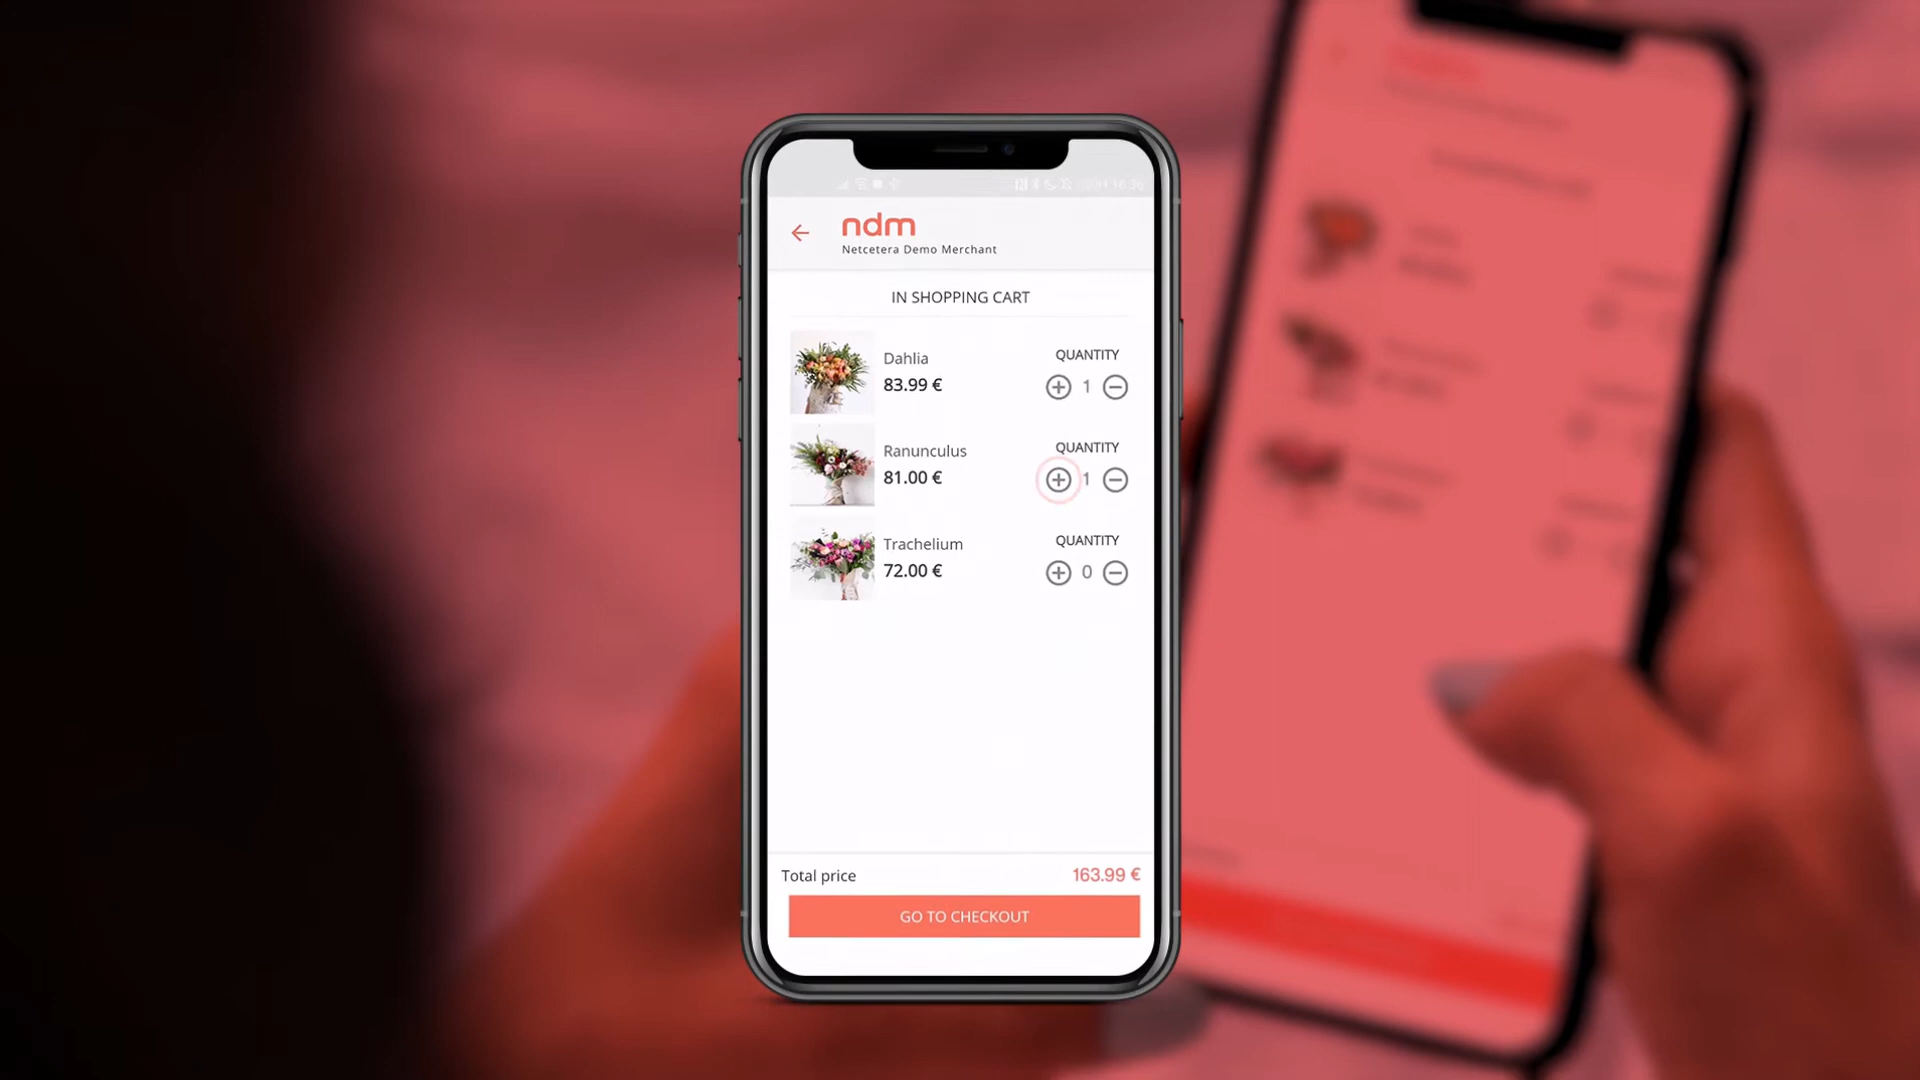 ndm
Netcetera Demo Merchant
IN SHOPPING CART
Dahlia
83.99 €
QUANTITY
1
Ranunculus
81.00 €
QUANTITY
1
Trachelium
72.00 €
QUANTITY
0
Total price
163.99 €
GO TO CHECKOUT